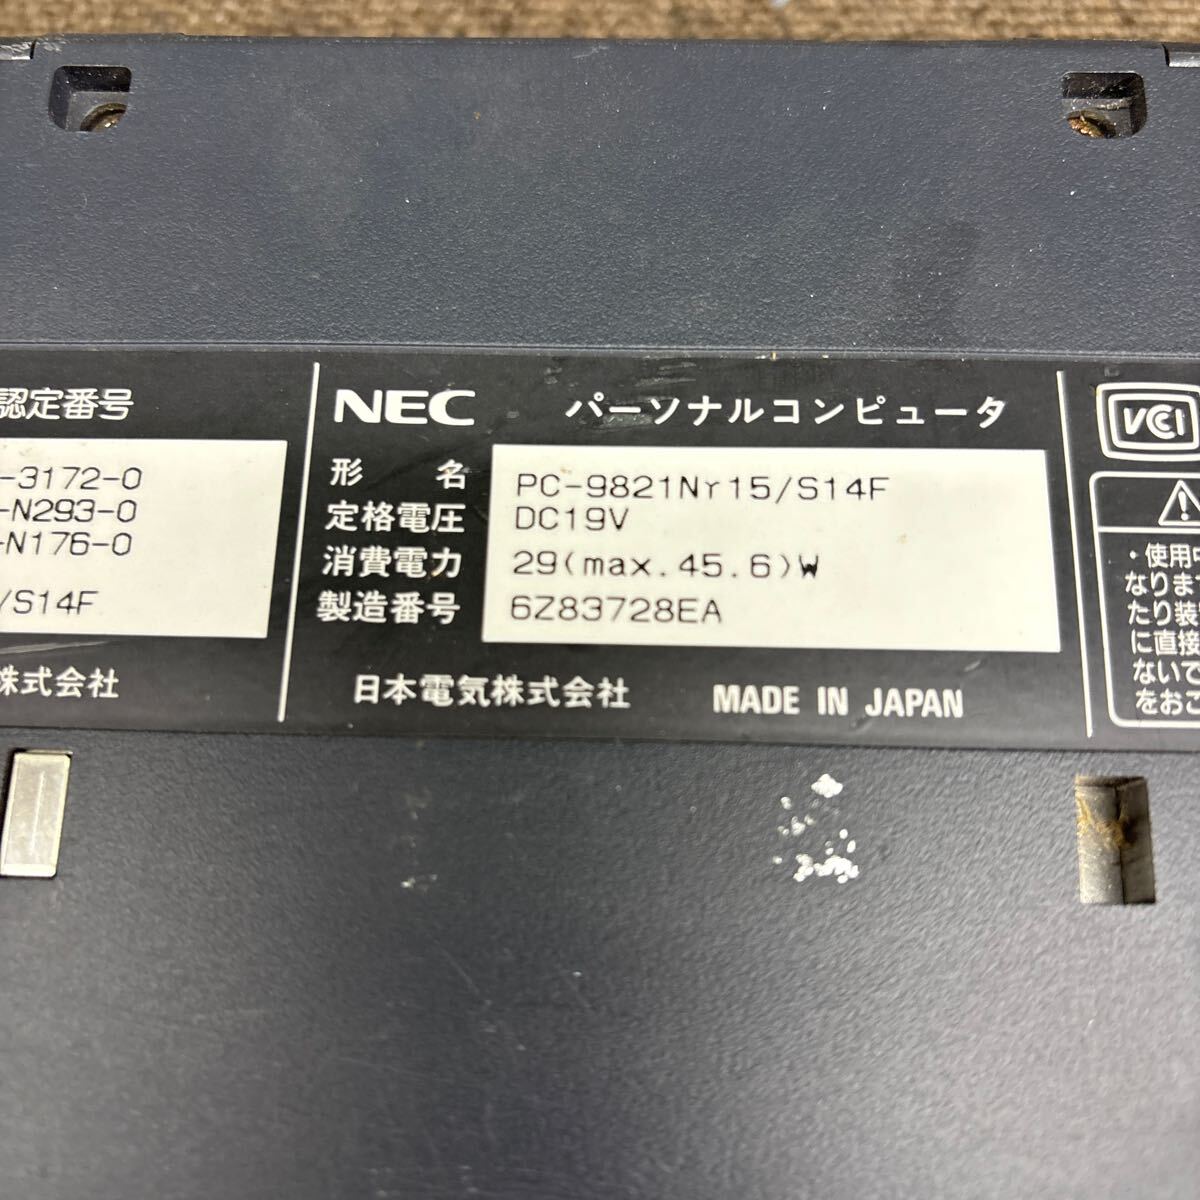 認定番号
-3172-0
-N293-0
-N176-0
/S14F
株式会社
NEC パーソナルコンピュータ
形 名 PC-9821Nr15/S14F
定格電圧 DC19V
消費電力 29(max.45.6)W
製造番号 6Z83728EA
日本電気株式会社 MADE IN JAPAN
VCCI
・使用中
なりま
たり装
に直接
ないで
をおこ